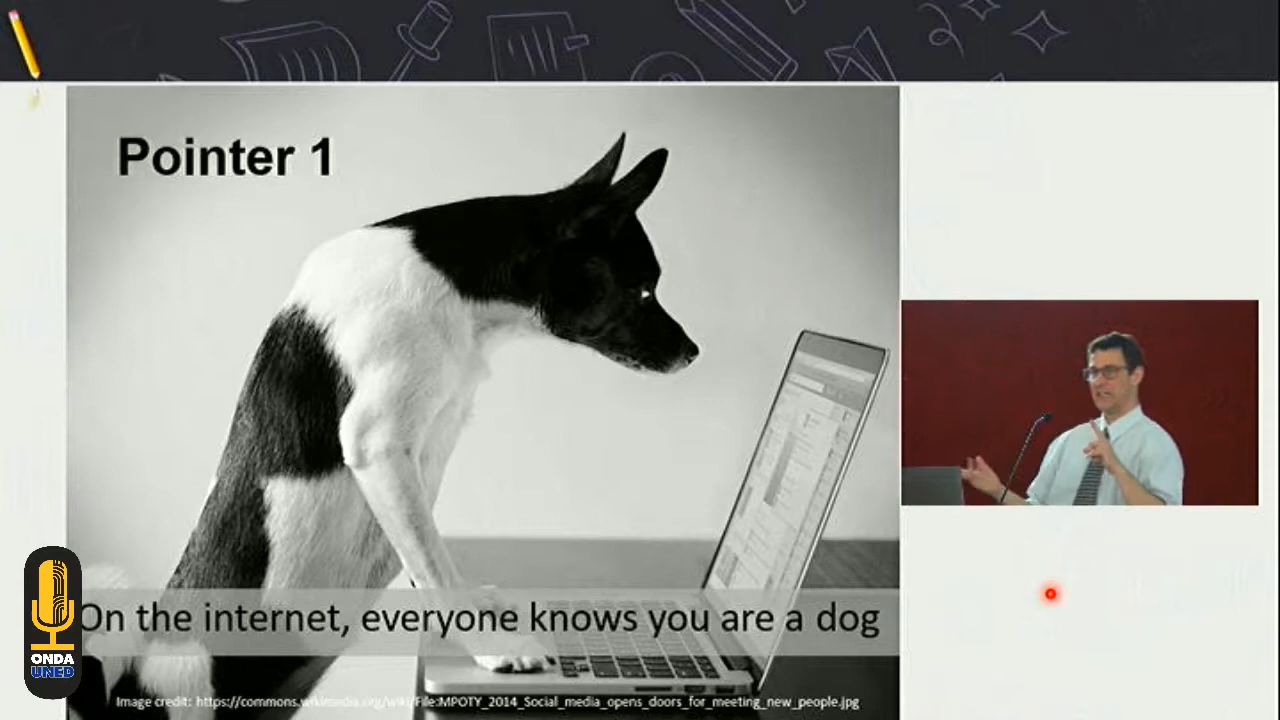 Pointer 1
On the internet, everyone knows you are a dog
ONDA
UNED
Image credit: https://commons.wikimedia.org/wiki/File:MPOTY_2014_Social_media_opens_doors_for_meeting_new_people.jpg